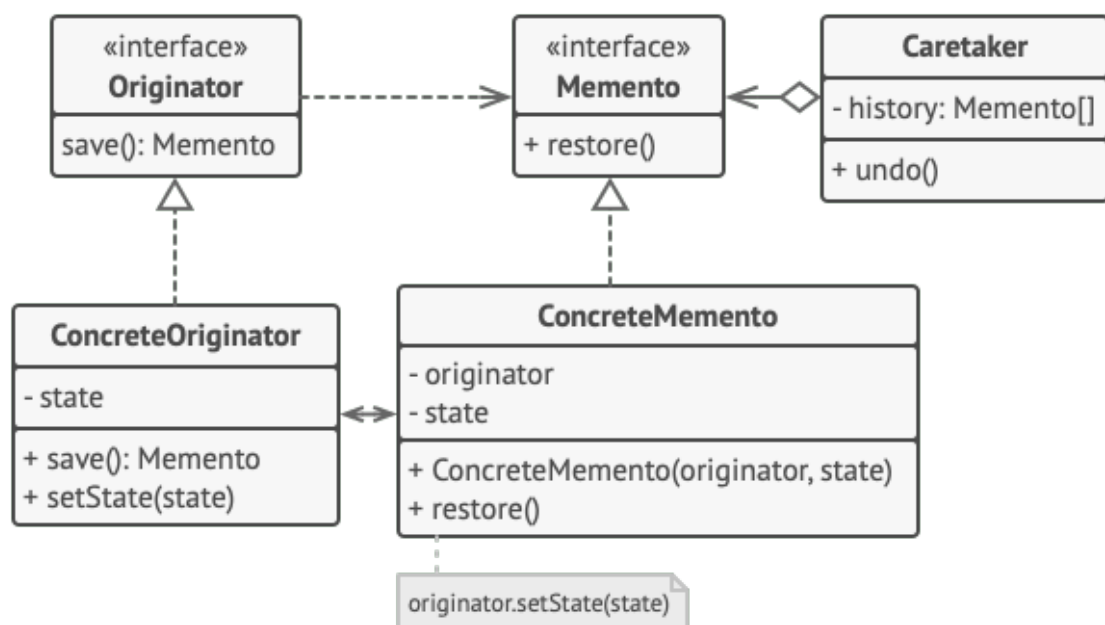 «interface»
Originator
save(): Memento
«interface»
Memento
+ restore()
Caretaker
- history: Memento[]
+ undo()
ConcreteOriginator
- state
+ save(): Memento
+ setState(state)
ConcreteMemento
- originator
- state
+ ConcreteMemento(originator, state)
+ restore()
originator.setState(state)